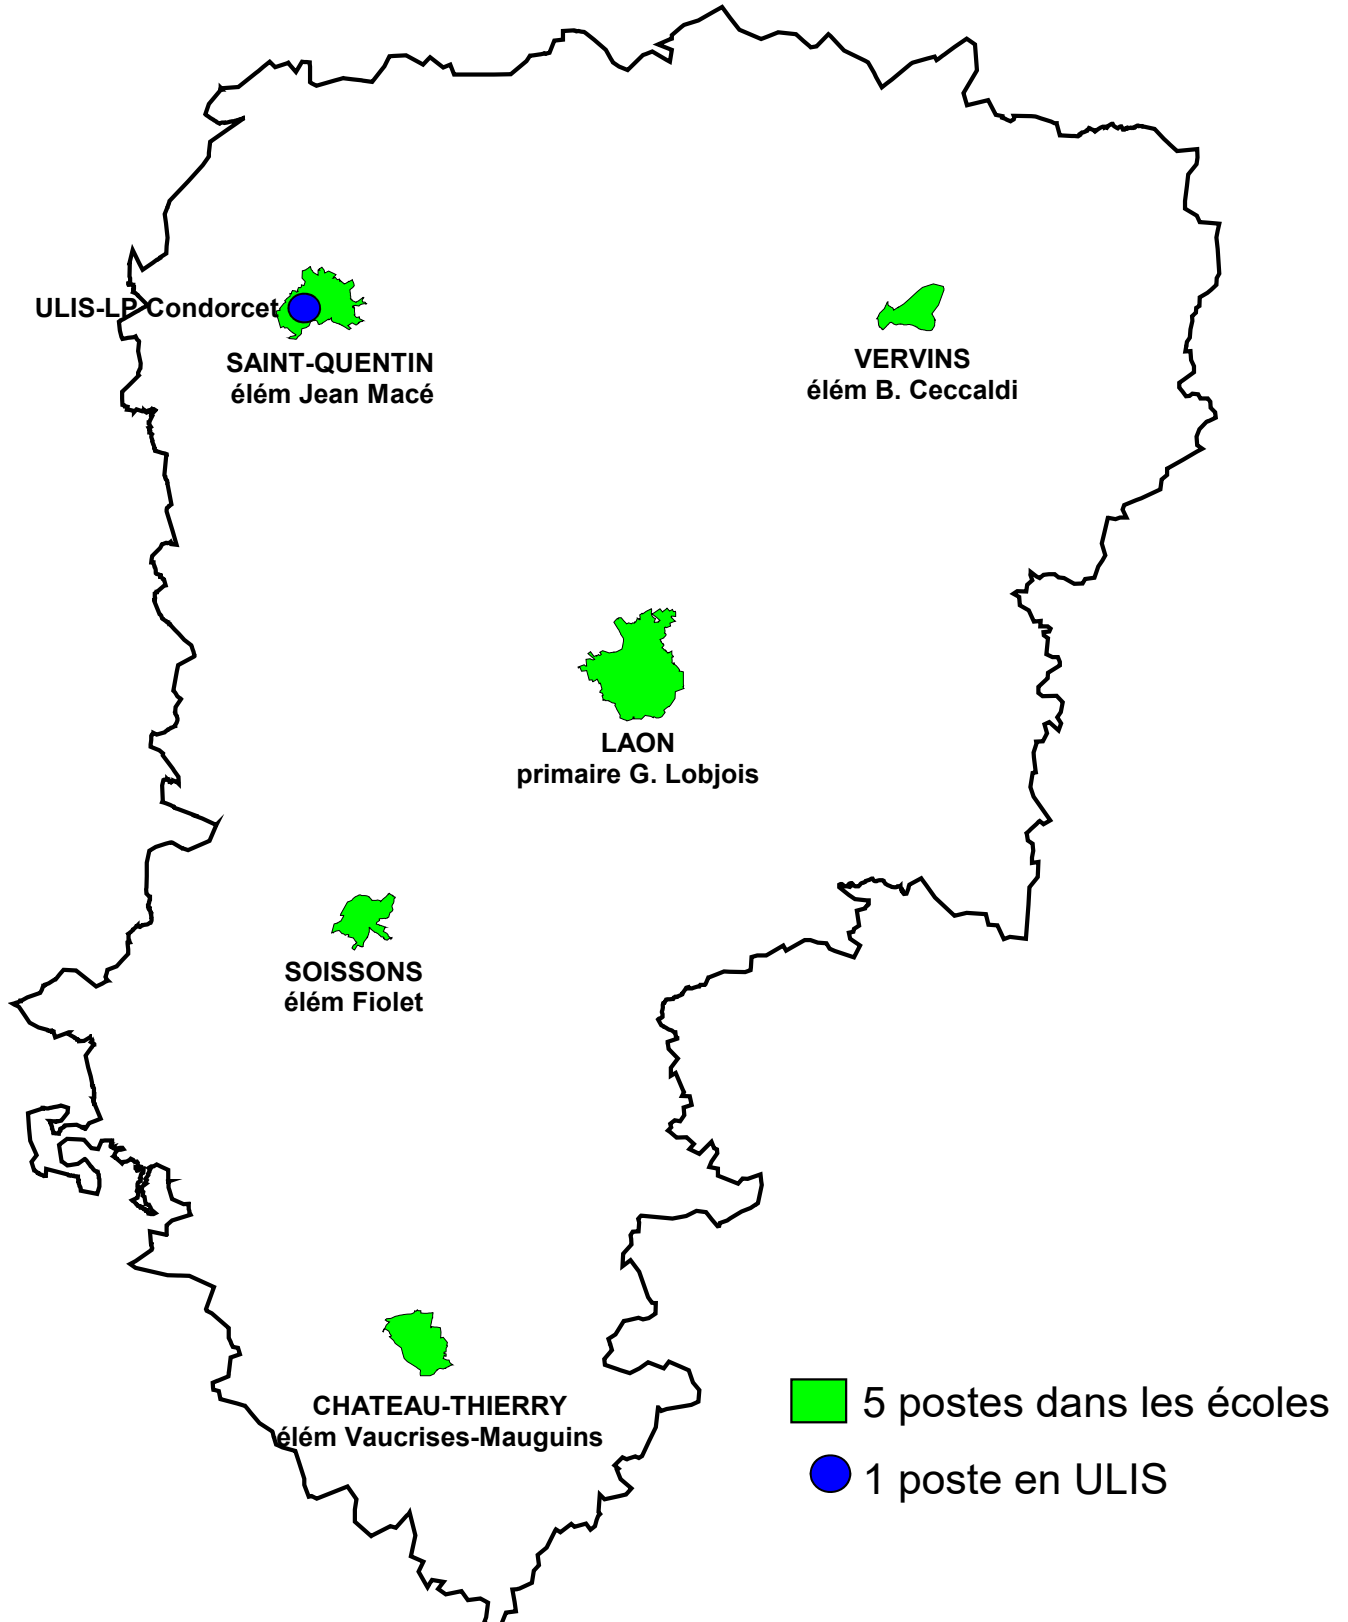 ULIS-LP Condorcet
SAINT-QUENTIN
élém Jean Macé
VERVINS
élém B. Ceccaldi
LAON
primaire G. Lobjois
SOISSONS
élém Fiolet
CHATEAU-THIERRY
élém Vaucrises-Mauguins
5 postes dans les écoles
1 poste en ULIS